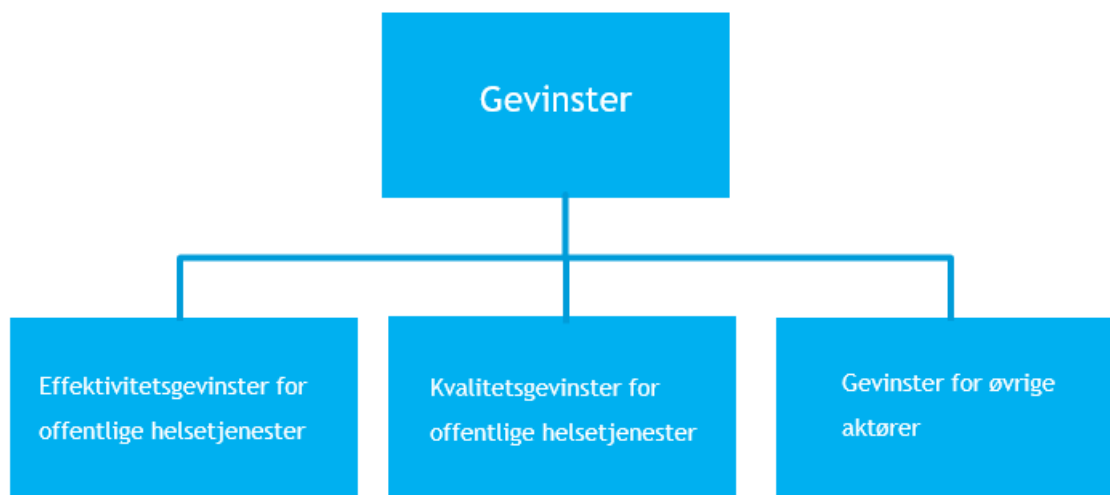 Gevinster
Effektivitetsgevinster for
offentlige helsetjenester
Kvalitetsgevinster for
offentlige helsetjenester
Gevinster for øvrige
aktører